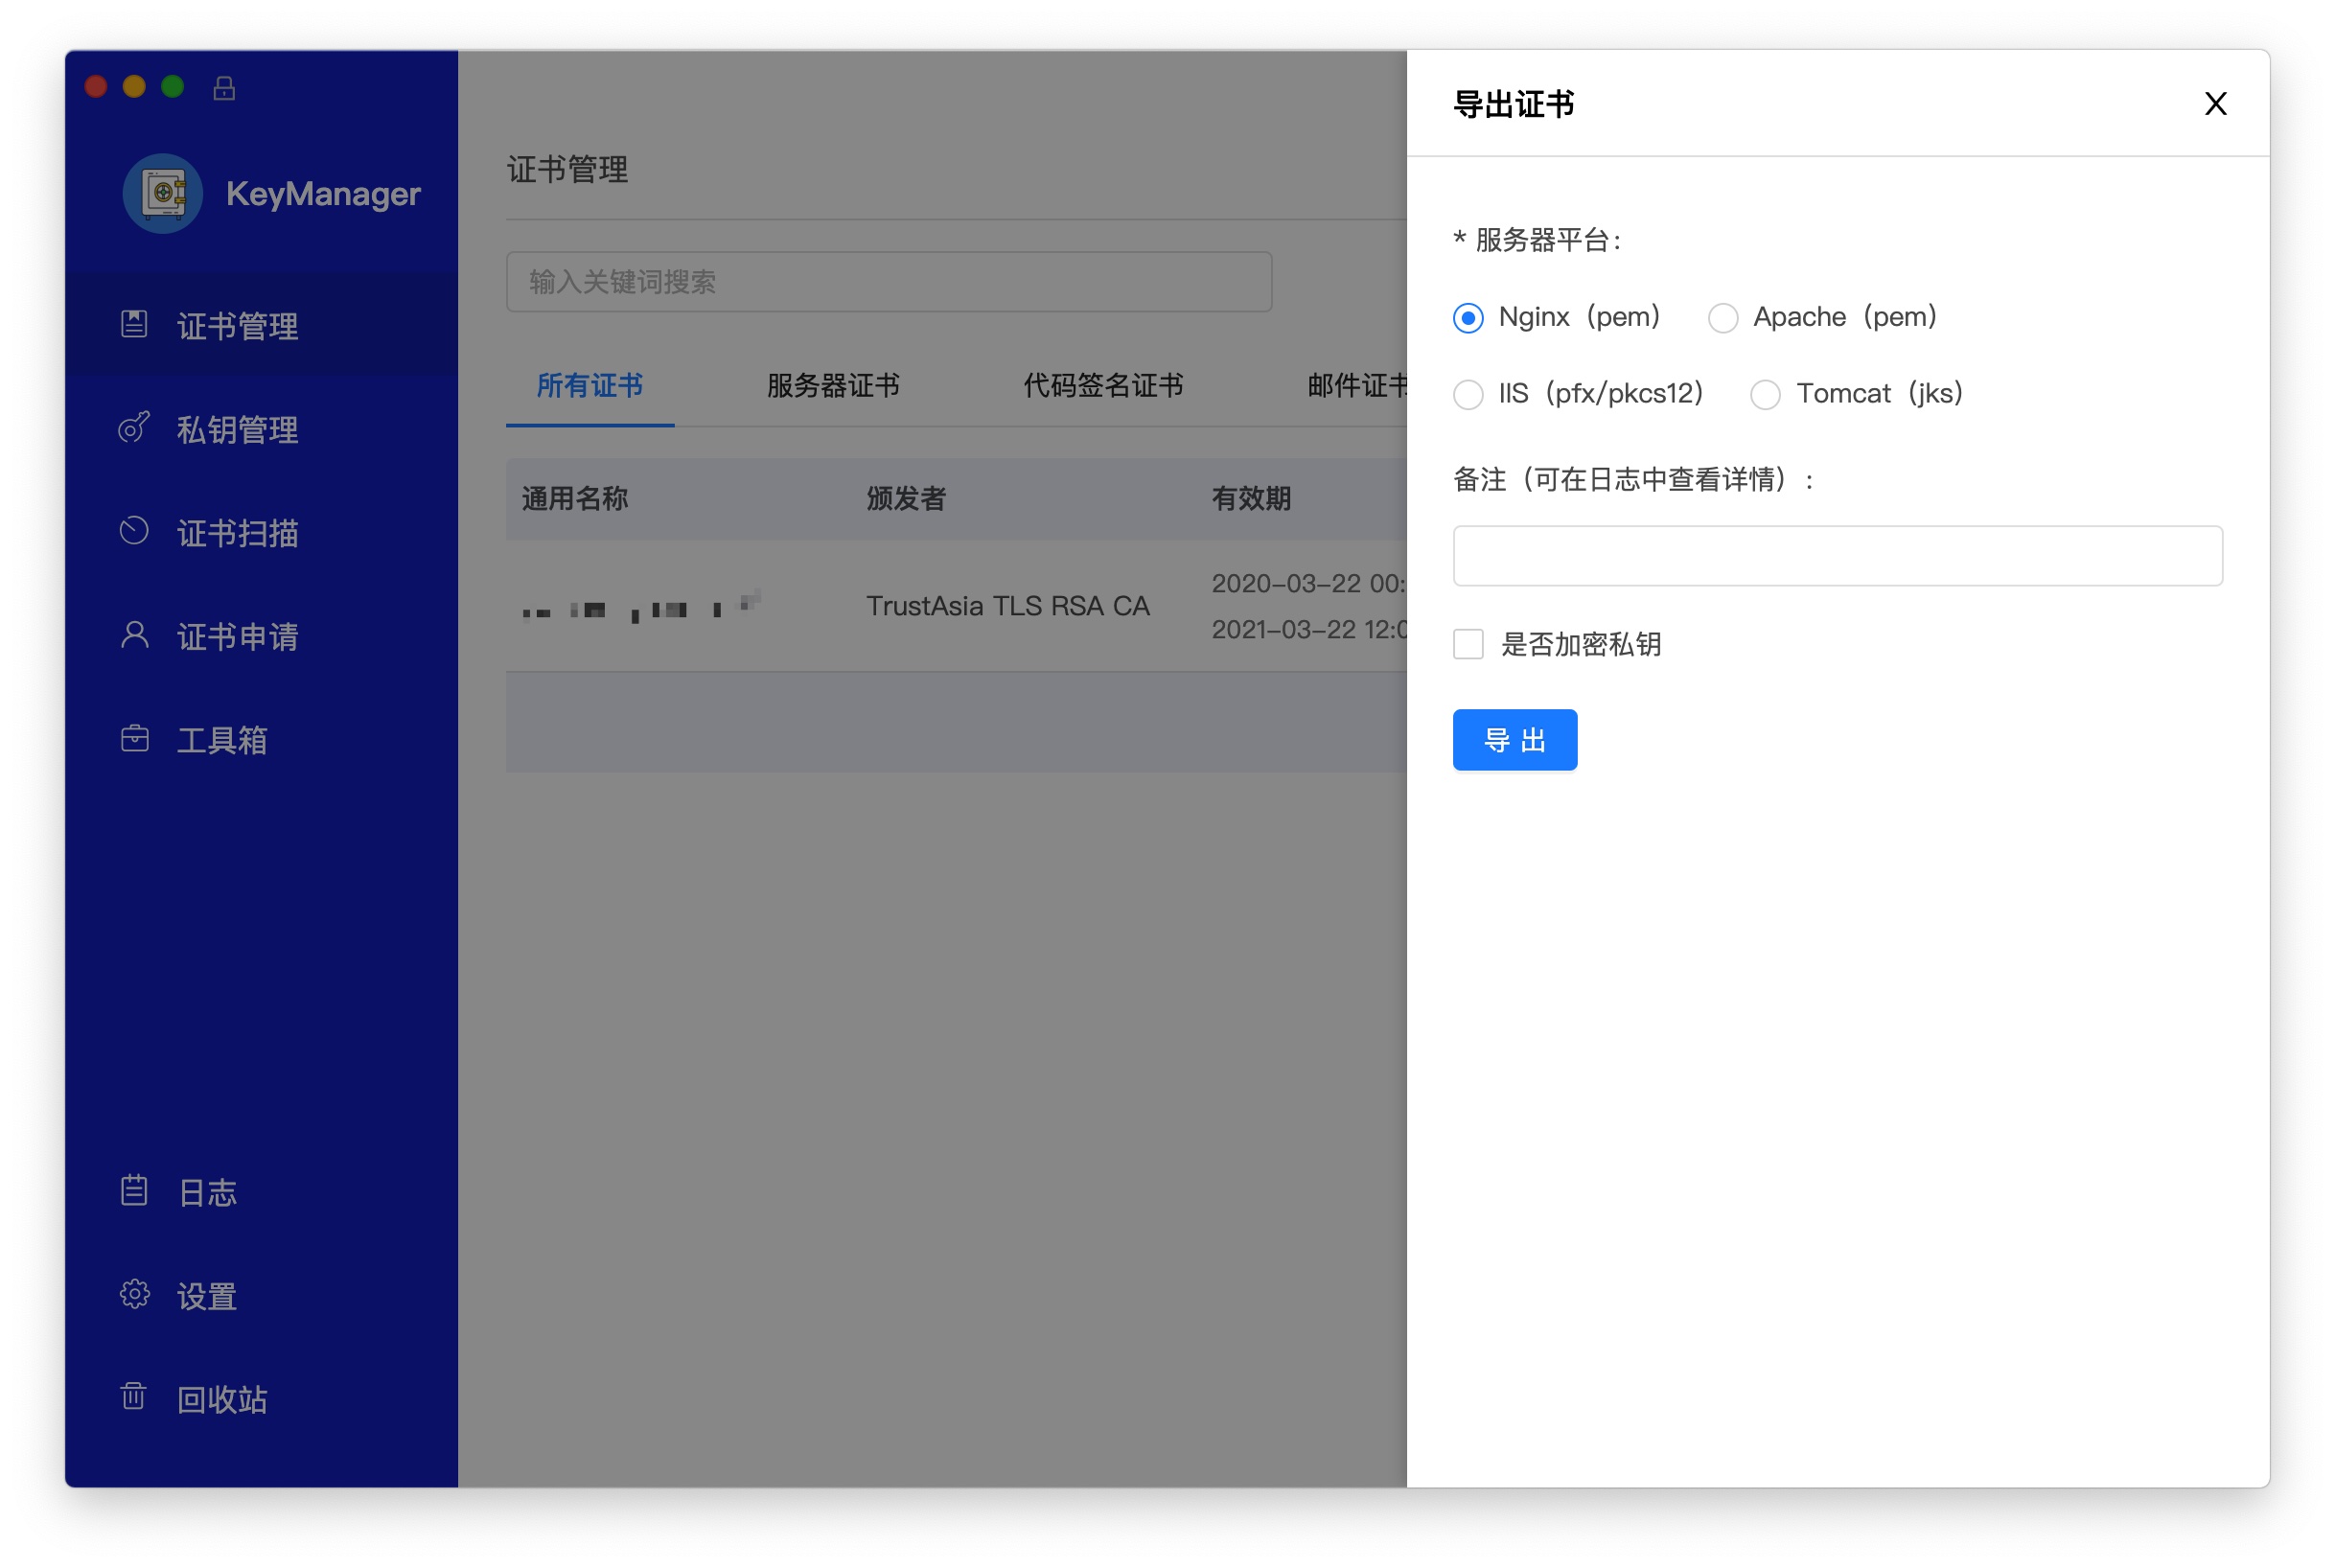 KeyManager
证书管理
私钥管理
证书扫描
证书申请
工具箱
日志
设置
回收站
证书管理
输入关键词搜索
所有证书 服务器证书 代码签名证书 邮件证书
通用名称 颁发者 有效期
TrustAsia TLS RSA CA
2020-03-22 00:
2021-03-22 12:0
导出证书
* 服务器平台:
Nginx（pem） Apache（pem）
IIS（pfx/pkcs12） Tomcat（jks）
备注（可在日志中查看详情）:
是否加密私钥
导 出